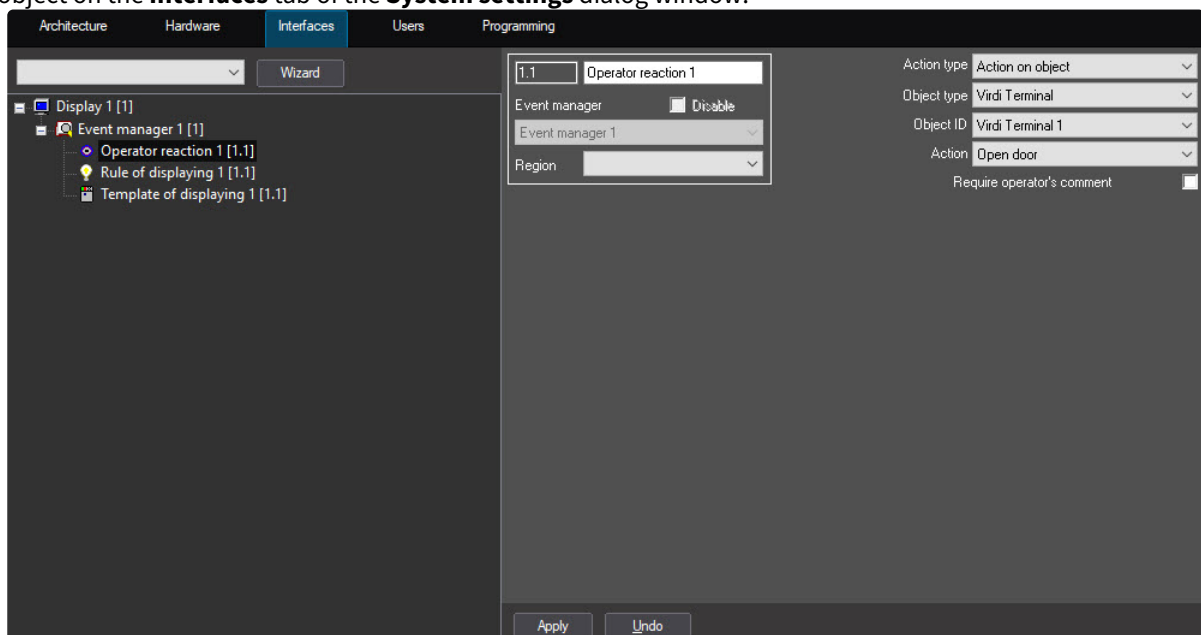 object on the Interfaces tab of the System settings dialog window.
Architecture Hardware Interfaces Users Programming
Wizard
Display 1 [1]
Event manager 1 [1]
Operator reaction 1 [1.1]
Rule of displaying 1 [1.1]
Template of displaying 1 [1.1]
1.1 Operator reaction 1
Event manager Disable
Event manager 1
Region
Action type Action on object
Object type Virdi Terminal
Object ID Virdi Terminal 1
Action Open door
Require operator's comment
Apply Undo